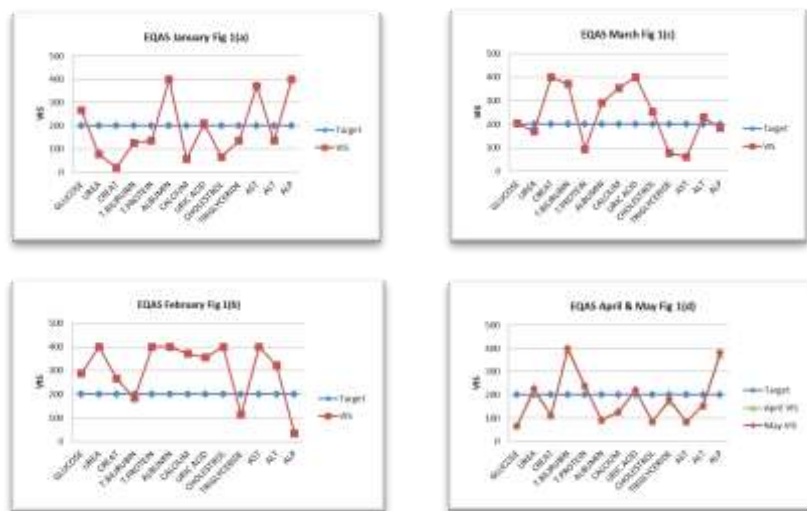 EQAS January Fig 1(a)
500
400
300
200
100
0
VIS
GLUCOSE
UREA
CREAT
T.BILIRUBIN
T.PROTEIN
ALBUMIN
CALCIUM
URIC ACID
CHOLESTROL
TRIGLYCERIDE
AST
ALT
ALP
Target
VIS
EQAS March Fig 1(c)
500
400
300
200
100
0
VIS
GLUCOSE
UREA
CREAT
T.BILIRUBIN
T.PROTEIN
ALBUMIN
CALCIUM
URIC ACID
CHOLESTROL
TRIGLYCERIDE
AST
ALT
ALP
Target
VIS
EQAS February Fig 1(b)
500
400
300
200
100
0
VIS
GLUCOSE
UREA
CREAT
T.BILIRUBIN
T.PROTEIN
ALBUMIN
CALCIUM
URIC ACID
CHOLESTROL
TRIGLYCERIDE
AST
ALT
ALP
Target
VIS
EQAS April & May Fig 1(d)
500
400
300
200
100
0
VIS
GLUCOSE
UREA
CREAT
T.BILIRUBIN
T.PROTEIN
ALBUMIN
CALCIUM
URIC ACID
CHOLESTROL
TRIGLYCERIDE
ALT
ALP
Target
April VIS
May VIS